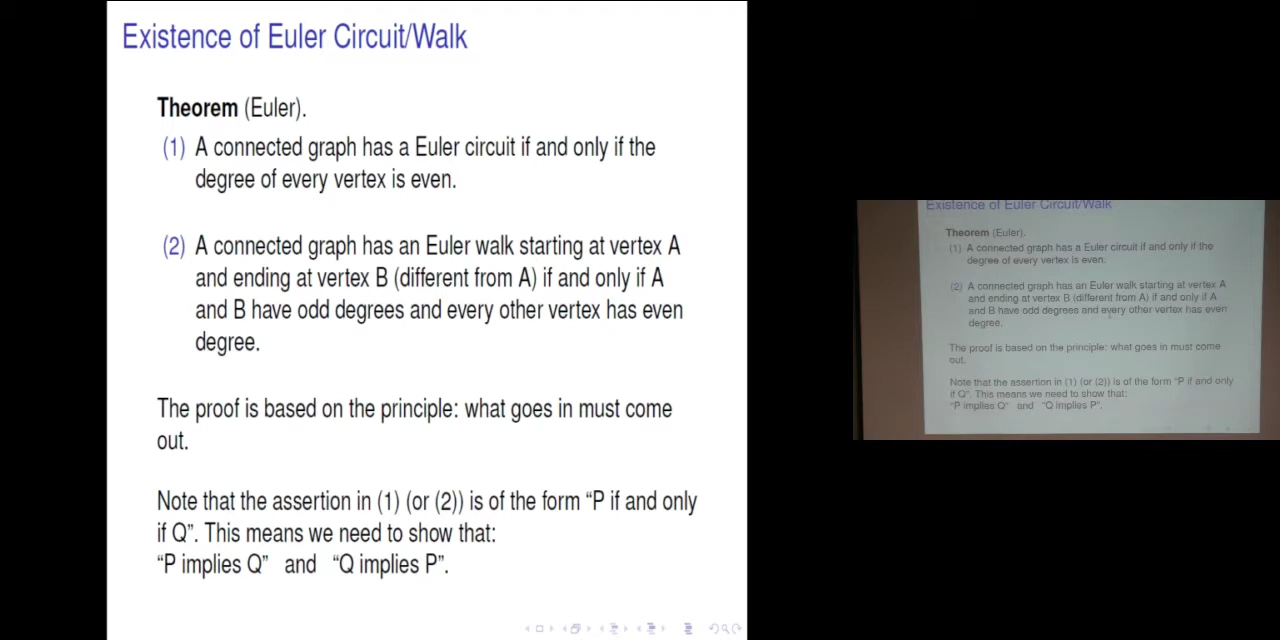 Existence of Euler Circuit/Walk
Theorem (Euler).
(1) A connected graph has a Euler circuit if and only if the
degree of every vertex is even.
(2) A connected graph has an Euler walk starting at vertex A
and ending at vertex B (different from A) if and only if A
and B have odd degrees and every other vertex has even
degree.
The proof is based on the principle: what goes in must come
out.
Note that the assertion in (1) (or (2)) is of the form “P if and only
if Q”. This means we need to show that:
“P implies Q” and “Q implies P”.
Existence of Euler Circuit/Walk
Theorem (Euler).
(1) A connected graph has a Euler circuit if and only if the
degree of every vertex is even.
(2) A connected graph has an Euler walk starting at vertex A
and ending at vertex B (different from A) if and only if A
and B have odd degrees and every other vertex has even
degree.
The proof is based on the principle: what goes in must come
out.
Note that the assertion in (1) (or (2)) is of the form “P if and only
if Q”. This means we need to show that:
“P implies Q” and “Q implies P”.